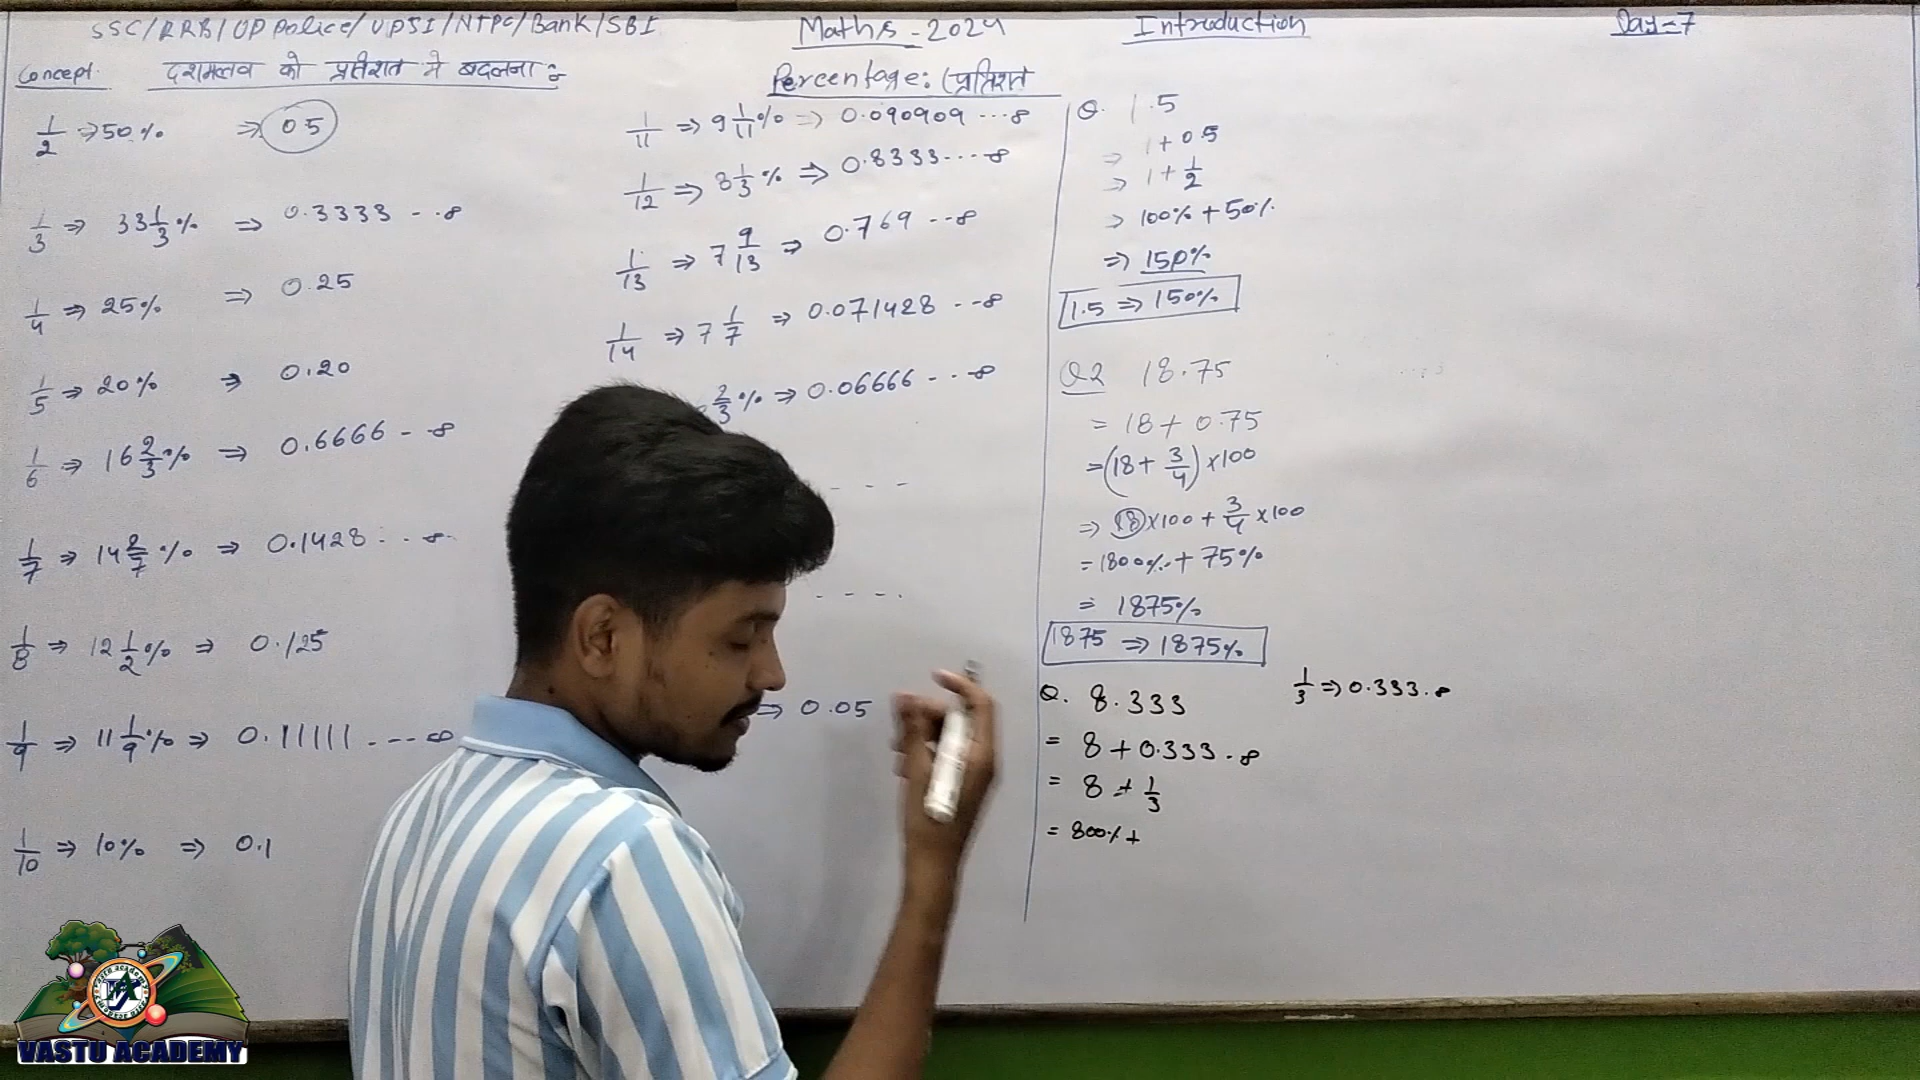 SSC/RRB/UP Police/UPSI/NTPC/Bank/SBI
Maths - 2024
Introduction
Day-7
Concept: दशमलव को प्रतिशत मे बदलना :-
Percentage: (प्रतिशत
1/2 ⇒ 50% ⇒ 05
1/3 ⇒ 33 1/3% ⇒ 0.3333 - - ∞
1/4 ⇒ 25% ⇒ 0.25
1/5 ⇒ 20% ⇒ 0.20
1/6 ⇒ 16 2/3% ⇒ 0.6666 - - ∞
1/7 ⇒ 14 2/7% ⇒ 0.1428 - - ∞
1/8 ⇒ 12 1/2% ⇒ 0.125
1/9 ⇒ 11 1/9% ⇒ 0.11111 - - - ∞
1/10 ⇒ 10% ⇒ 0.1
1/11 ⇒ 9 1/11% ⇒ 0.090909 - - - ∞
1/12 ⇒ 8 1/3% ⇒ 0.8333 - - - ∞
1/13 ⇒ 7 9/13 ⇒ 0.769 - - ∞
1/14 ⇒ 7 1/7 ⇒ 0.071428 - - ∞
2/3% ⇒ 0.06666 - - - ∞
⇒ 0.05
Q. 1.5
⇒ 1 + 0.5
⇒ 1 + 1/2
⇒ 100% + 50%
⇒ 150%
1.5 ⇒ 150%
Q2 18.75
= 18 + 0.75
= (18 + 3/4) × 100
⇒ 18 × 100 + 3/4 × 100
= 1800% + 75%
= 1875%
1875 ⇒ 1875%
Q. 8.333
= 8 + 0.333 - ∞
= 8 + 1/3
= 800% +
1/3 ⇒ 0.333 - ∞
VASTU ACADEMY